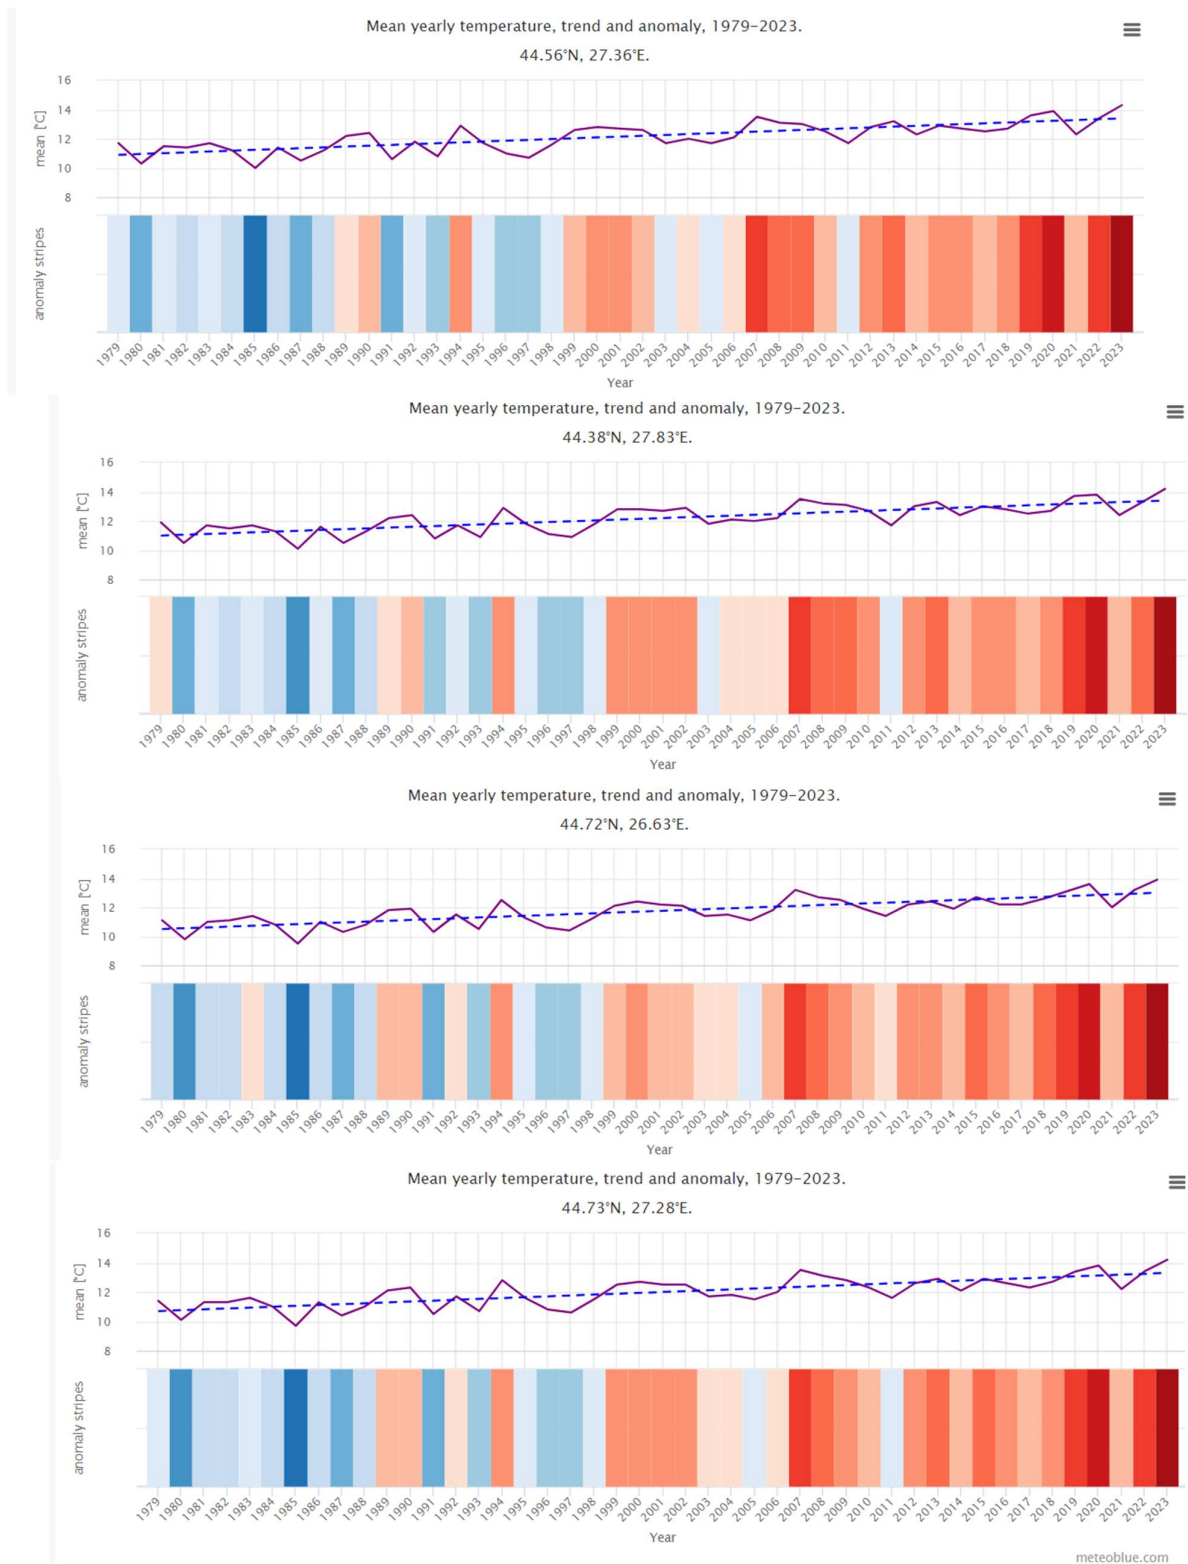 Mean yearly temperature, trend and anomaly, 1979–2023.
44.56°N, 27.36°E.
16
14
12
10
8
mean [°C]
anomaly stripes
1979 1980 1981 1982 1983 1984 1985 1986 1987 1988 1989 1990 1991 1992 1993 1994 1995 1996 1997 1998 1999 2000 2001 2002 2003 2004 2005 2006 2007 2008 2009 2010 2011 2012 2013 2014 2015 2016 2017 2018 2019 2020 2021 2022 2023
Year
Mean yearly temperature, trend and anomaly, 1979–2023.
44.38°N, 27.83°E.
16
14
12
10
8
mean [°C]
anomaly stripes
1979 1980 1981 1982 1983 1984 1985 1986 1987 1988 1989 1990 1991 1992 1993 1994 1995 1996 1997 1998 1999 2000 2001 2002 2003 2004 2005 2006 2007 2008 2009 2010 2011 2012 2013 2014 2015 2016 2017 2018 2019 2020 2021 2022 2023
Year
Mean yearly temperature, trend and anomaly, 1979–2023.
44.72°N, 26.63°E.
16
14
12
10
8
mean [°C]
anomaly stripes
1979 1980 1981 1982 1983 1984 1985 1986 1987 1988 1989 1990 1991 1992 1993 1994 1995 1996 1997 1998 1999 2000 2001 2002 2003 2004 2005 2006 2007 2008 2009 2010 2011 2012 2013 2014 2015 2016 2017 2018 2019 2020 2021 2022 2023
Year
Mean yearly temperature, trend and anomaly, 1979–2023.
44.73°N, 27.28°E.
16
14
12
10
8
mean [°C]
anomaly stripes
1979 1980 1981 1982 1983 1984 1985 1986 1987 1988 1989 1990 1991 1992 1993 1994 1995 1996 1997 1998 1999 2000 2001 2002 2003 2004 2005 2006 2007 2008 2009 2010 2011 2012 2013 2014 2015 2016 2017 2018 2019 2020 2021 2022 2023
Year
meteoblue.com